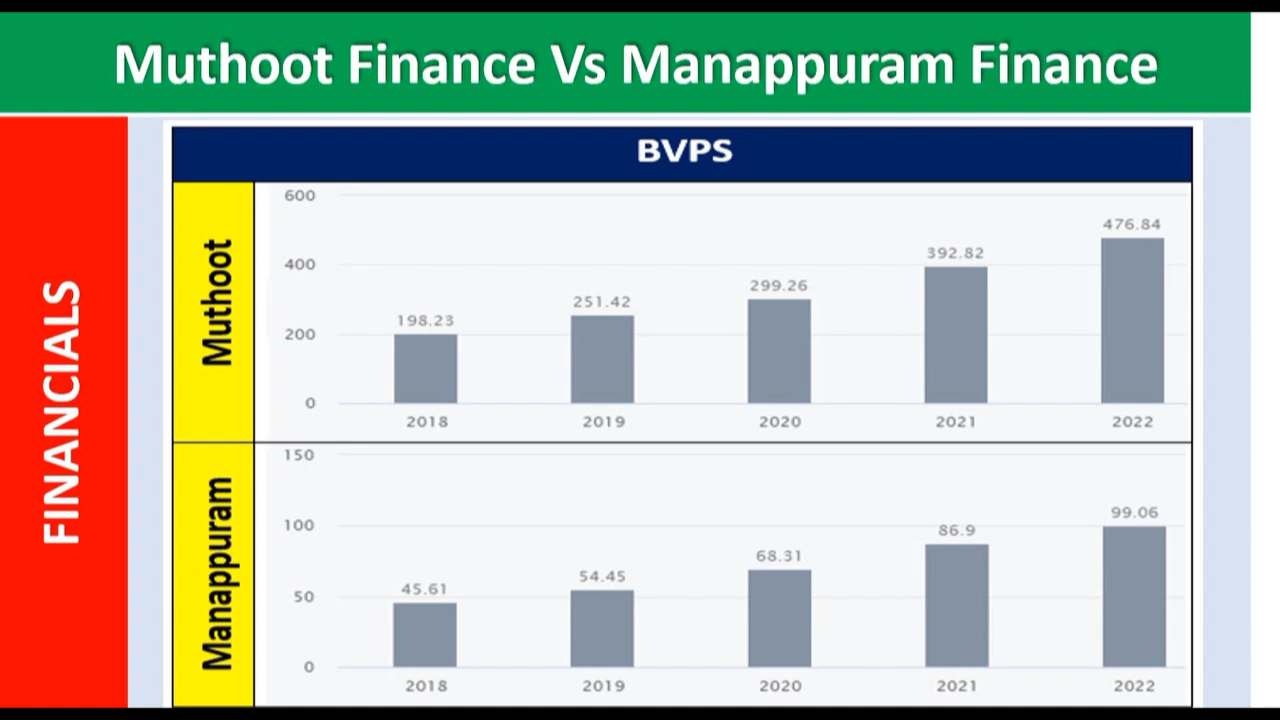 Muthoot Finance Vs Manappuram Finance
FINANCIALS
BVPS
Muthoot
600
400
200
0
198.23
251.42
299.26
392.82
476.84
2018 2019 2020 2021 2022
Manappuram
150
100
50
0
45.61
54.45
68.31
86.9
99.06
2018 2019 2020 2021 2022